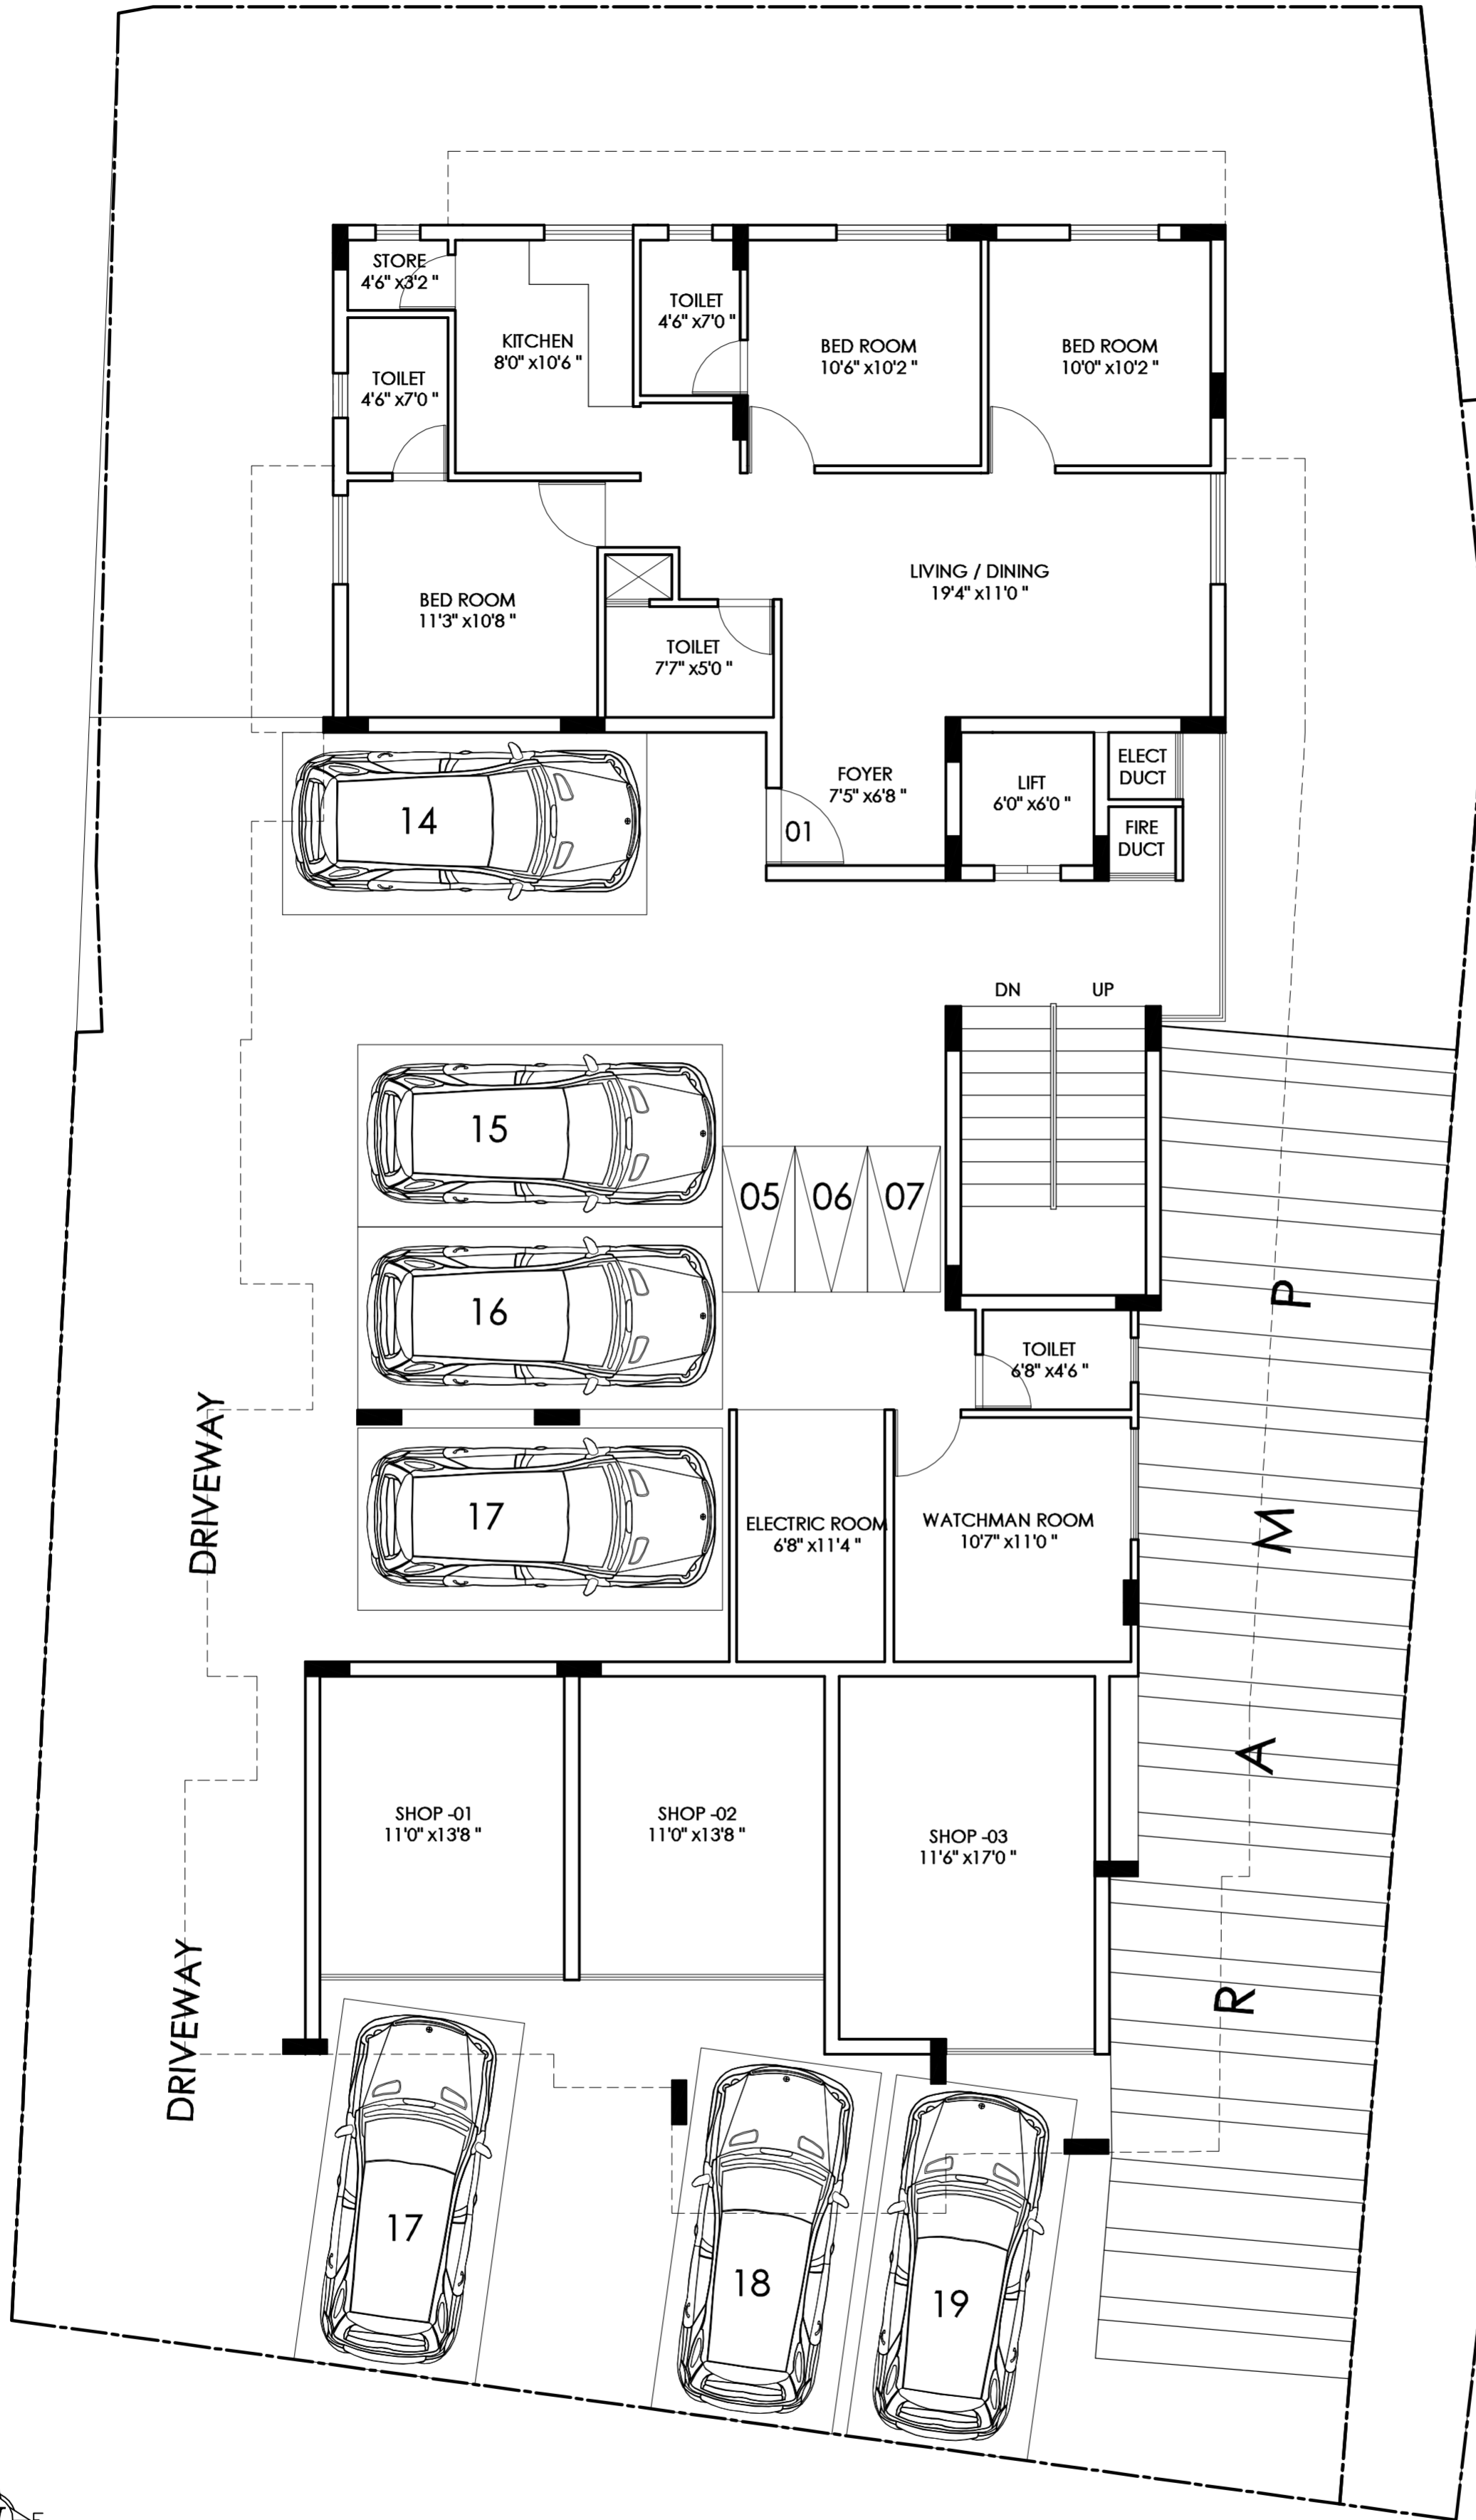 STORE
4'6" x3'2 "
TOILET
4'6" x7'0 "
KITCHEN
8'0" x10'6 "
TOILET
4'6" x7'0 "
BED ROOM
10'6" x10'2 "
BED ROOM
10'0" x10'2 "
BED ROOM
11'3" x10'8 "
TOILET
7'7" x5'0 "
LIVING / DINING
19'4" x11'0 "
FOYER
7'5" x6'8 "
01
LIFT
6'0" x6'0 "
ELECT
DUCT
FIRE
DUCT
14
DN
UP
15
05
06
07
16
TOILET
6'8" x4'6 "
17
ELECTRIC ROOM
6'8" x11'4 "
WATCHMAN ROOM
10'7" x11'0 "
DRIVEWAY
RAMP
SHOP -01
11'0" x13'8 "
SHOP -02
11'0" x13'8 "
SHOP -03
11'6" x17'0 "
DRIVEWAY
17
18
19